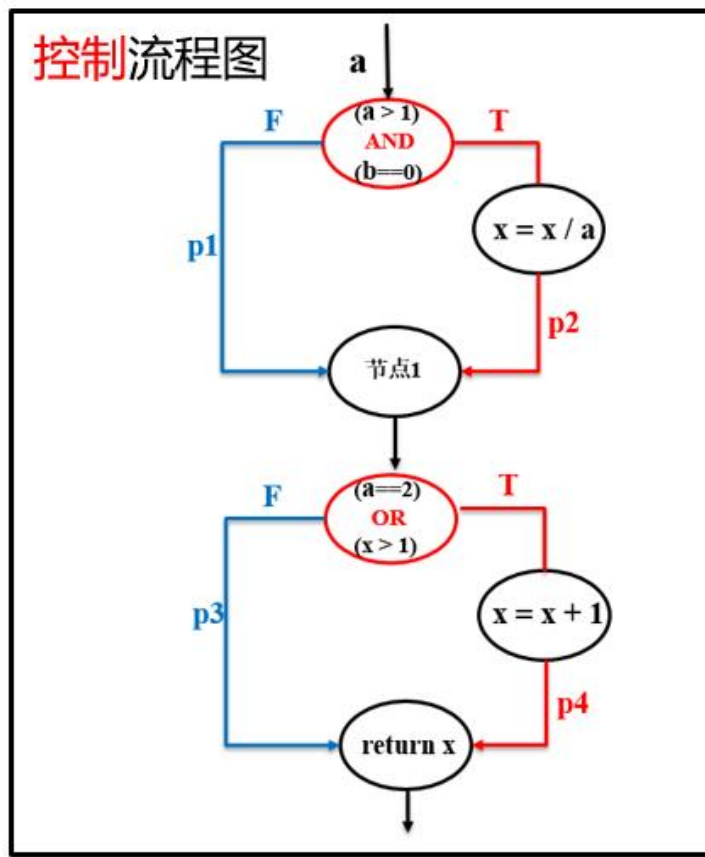 控制流程图
a
(a > 1)
AND
(b==0)
F
T
p1
x = x / a
p2
节点1
(a==2)
OR
(x > 1)
F
T
p3
x = x + 1
p4
return x